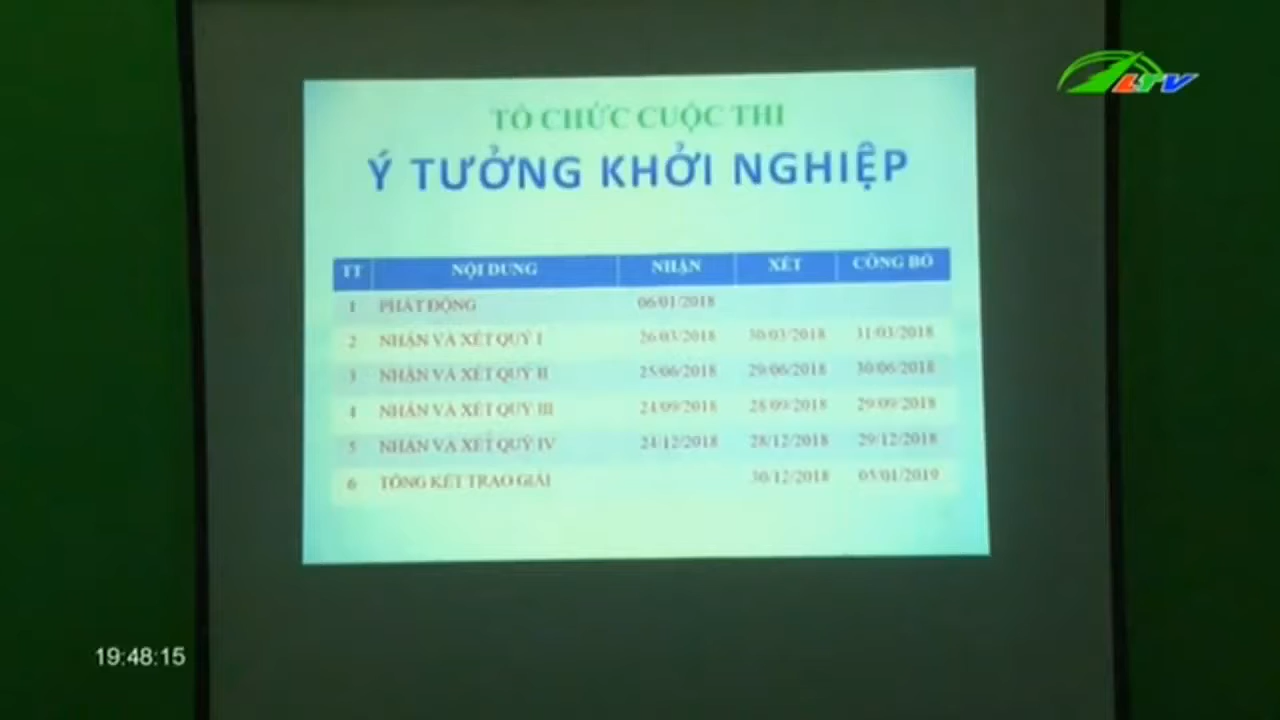 LTV
TỔ CHỨC CUỘC THI
Ý TƯỞNG KHỞI NGHIỆP
TT NỘI DUNG NHẬN XÉT CÔNG BỐ
1 PHÁT ĐỘNG 06/01/2018
2 NHẬN VÀ XÉT QUÝ I 26/03/2018 30/03/2018 31/03/2018
3 NHẬN VÀ XÉT QUÝ II 25/06/2018 29/06/2018 30/06/2018
4 NHẬN VÀ XÉT QUÝ III 24/09/2018 28/09/2018 29/09/2018
5 NHẬN VÀ XÉT QUÝ IV 24/12/2018 28/12/2018 29/12/2018
6 TỔNG KẾT TRAO GIẢI 30/12/2018 05/01/2019
19:48:15